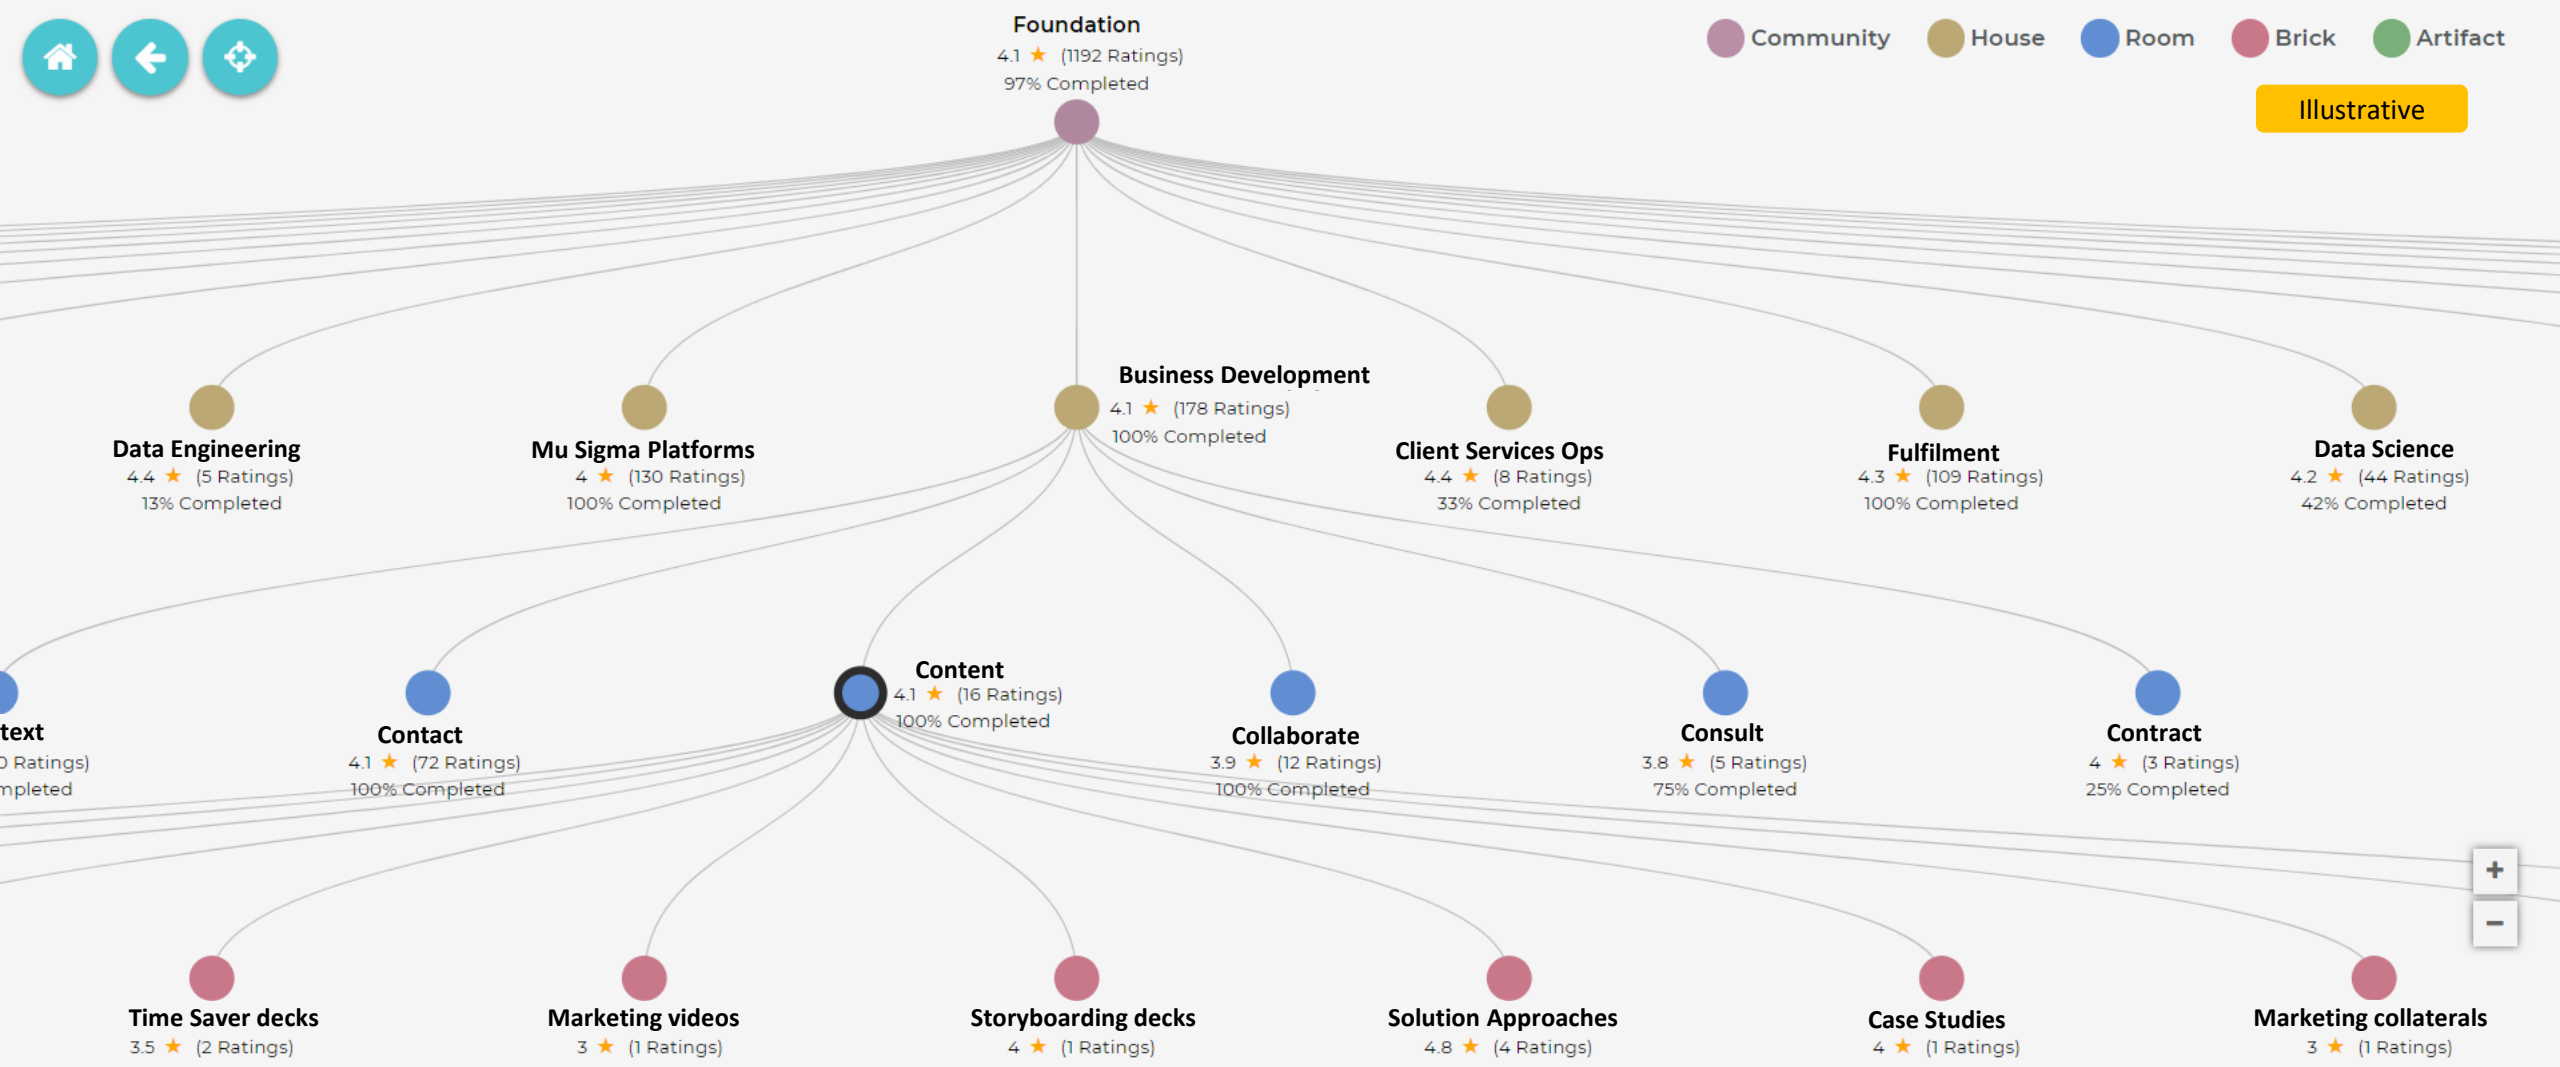 Foundation
4.1 ★ (1192 Ratings)
97% Completed
Community House Room Brick Artifact
Illustrative
Business Development
4.1 ★ (178 Ratings)
100% Completed
Data Engineering
4.4 ★ (5 Ratings)
13% Completed
Mu Sigma Platforms
4 ★ (130 Ratings)
100% Completed
Client Services Ops
4.4 ★ (8 Ratings)
33% Completed
Fulfilment
4.3 ★ (109 Ratings)
100% Completed
Data Science
4.2 ★ (44 Ratings)
42% Completed
Content
4.1 ★ (16 Ratings)
100% Completed
text
0 Ratings)
mpleted
Contact
4.1 ★ (72 Ratings)
100% Completed
Collaborate
3.9 ★ (12 Ratings)
100% Completed
Consult
3.8 ★ (5 Ratings)
75% Completed
Contract
4 ★ (3 Ratings)
25% Completed
+
−
Time Saver decks
3.5 ★ (2 Ratings)
Marketing videos
3 ★ (1 Ratings)
Storyboarding decks
4 ★ (1 Ratings)
Solution Approaches
4.8 ★ (4 Ratings)
Case Studies
4 ★ (1 Ratings)
Marketing collaterals
3 ★ (1 Ratings)